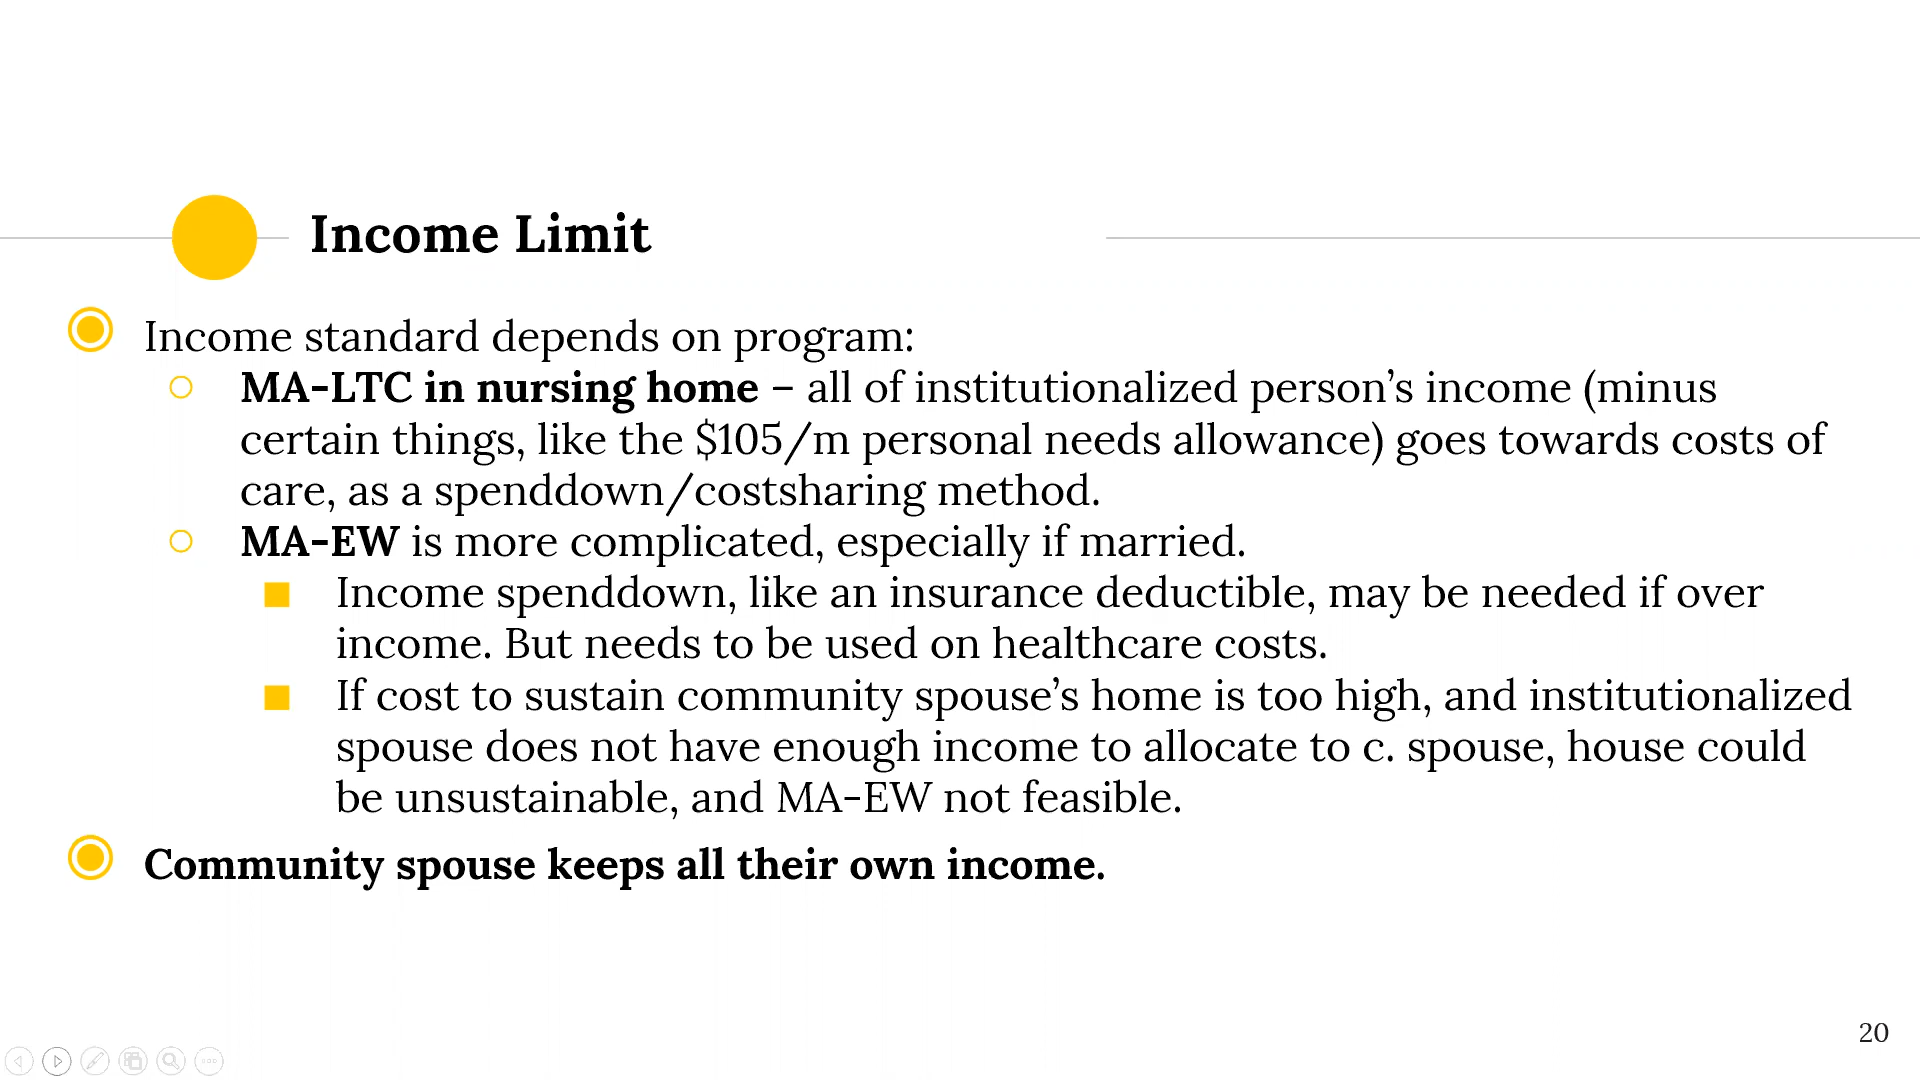 Income Limit
Income standard depends on program:
MA-LTC in nursing home – all of institutionalized person’s income (minus
certain things, like the $105/m personal needs allowance) goes towards costs of
care, as a spenddown/costsharing method.
MA-EW is more complicated, especially if married.
Income spenddown, like an insurance deductible, may be needed if over
income. But needs to be used on healthcare costs.
If cost to sustain community spouse’s home is too high, and institutionalized
spouse does not have enough income to allocate to c. spouse, house could
be unsustainable, and MA-EW not feasible.
Community spouse keeps all their own income.
20